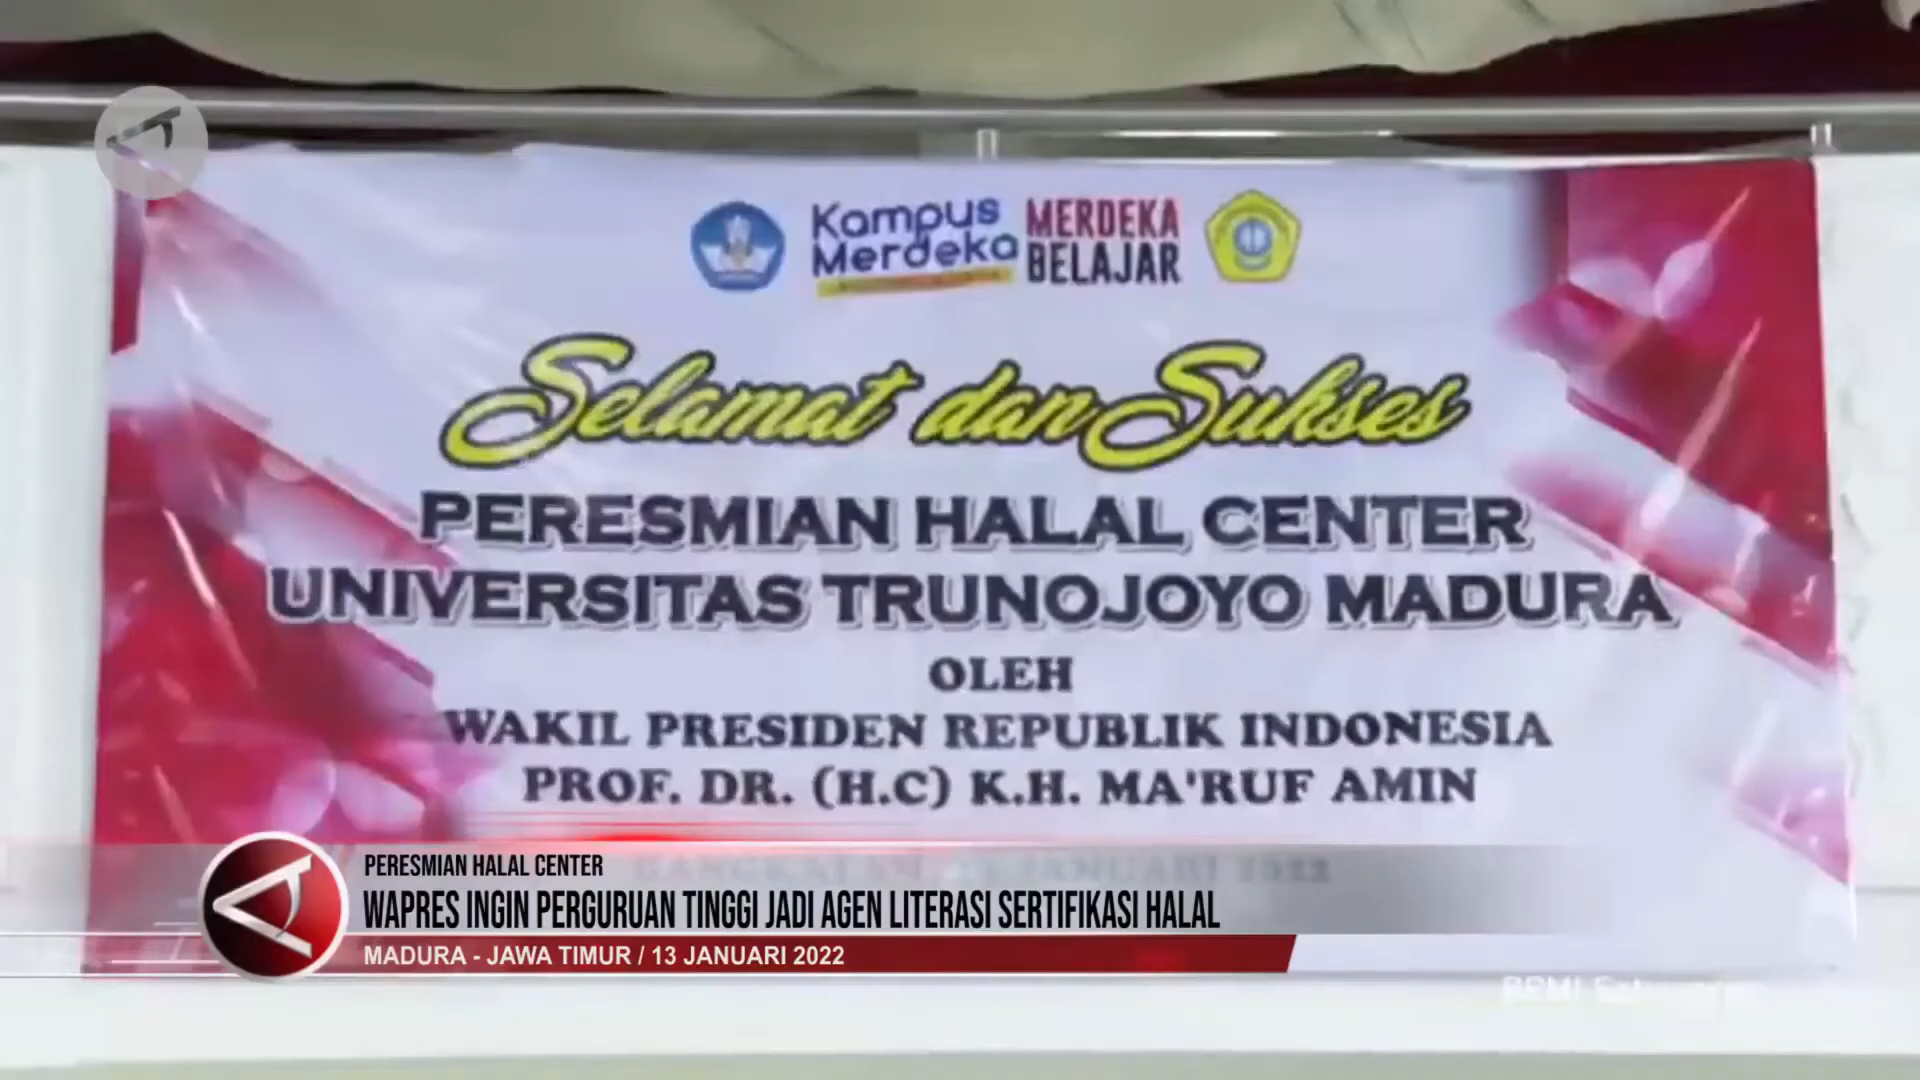 Kampus
Merdeka
MERDEKA
BELAJAR
Selamat dan Sukses
PERESMIAN HALAL CENTER
UNIVERSITAS TRUNOJOYO MADURA
OLEH
WAKIL PRESIDEN REPUBLIK INDONESIA
PROF. DR. (H.C) K.H. MA'RUF AMIN
JANUARI 2022
PERESMIAN HALAL CENTER
WAPRES INGIN PERGURUAN TINGGI JADI AGEN LITERASI SERTIFIKASI HALAL
MADURA - JAWA TIMUR / 13 JANUARI 2022